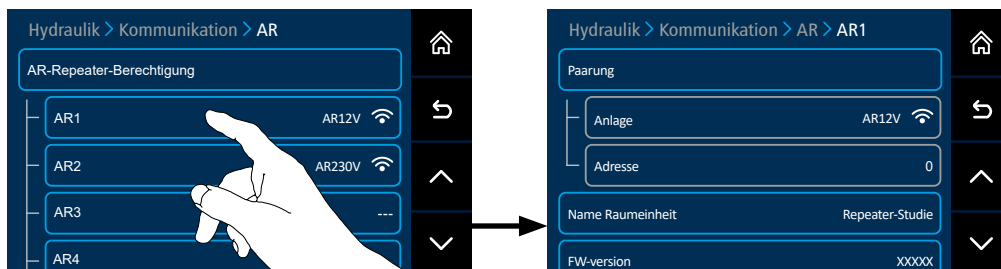 Hydraulik > Kommunikation > AR
AR-Repeater-Berechtigung
AR1 AR12V
AR2 AR230V
AR3 ---
AR4
Hydraulik > Kommunikation > AR > AR1
Paarung
Anlage AR12V
Adresse 0
Name Raumeinheit Repeater-Studie
FW-version XXXXX